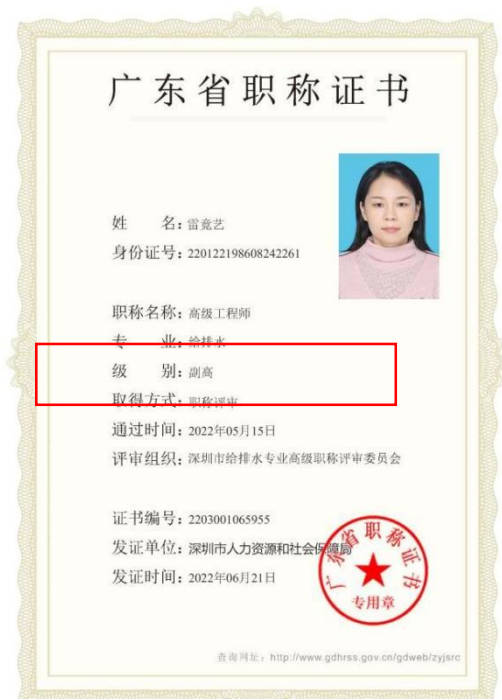 广东省职称证书
姓 名：雷竟艺
身份证号：220122198608242261
职称名称：高级工程师
专 业：给排水
级 别：副高
取得方式：职称评审
通过时间：2022年05月15日
评审组织：深圳市给排水专业高级职称评审委员会
证书编号：2203001065955
发证单位：深圳市人力资源和社会保障局
发证时间：2022年06月21日
广东省职称证书
专用章
查询网址：http://www.gdhrss.gov.cn/gdweb/zyjsrc